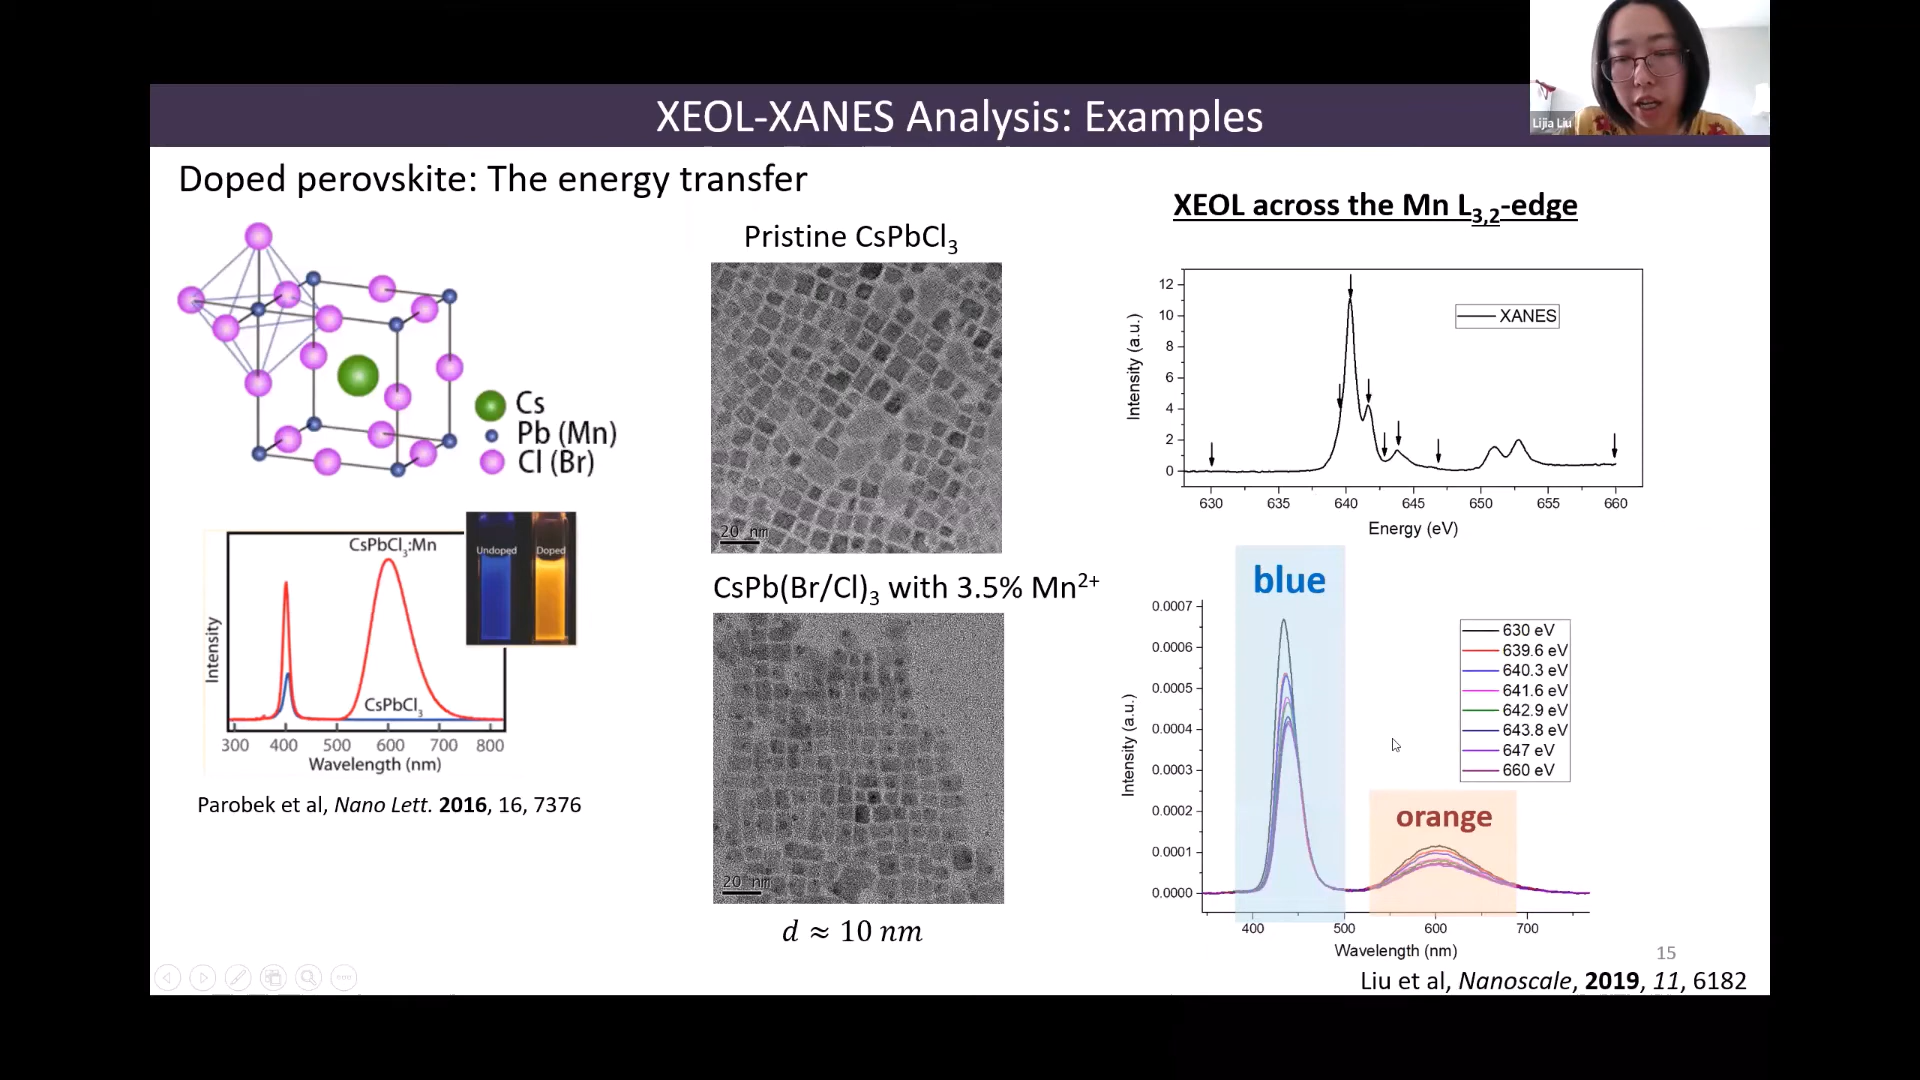 XEOL-XANES Analysis: Examples
Lijia Liu
Doped perovskite: The energy transfer
Cs
Pb (Mn)
Cl (Br)
CsPbCl3:Mn
Undoped
Doped
Intensity
CsPbCl3
300 400 500 600 700 800
Wavelength (nm)
Parobek et al, Nano Lett. 2016, 16, 7376
Pristine CsPbCl3
20 nm
CsPb(Br/Cl)3 with 3.5% Mn2+
20 nm
d ≈ 10 nm
XEOL across the Mn L3,2-edge
12
10
8
6
4
2
0
Intensity (a.u.)
XANES
630 635 640 645 650 655 660
Energy (eV)
blue
0.0007
0.0006
0.0005
0.0004
0.0003
0.0002
0.0001
0.0000
Intensity (a.u.)
630 eV
639.6 eV
640.3 eV
641.6 eV
642.9 eV
643.8 eV
647 eV
660 eV
orange
400 500 600 700
Wavelength (nm)
15
Liu et al, Nanoscale, 2019, 11, 6182